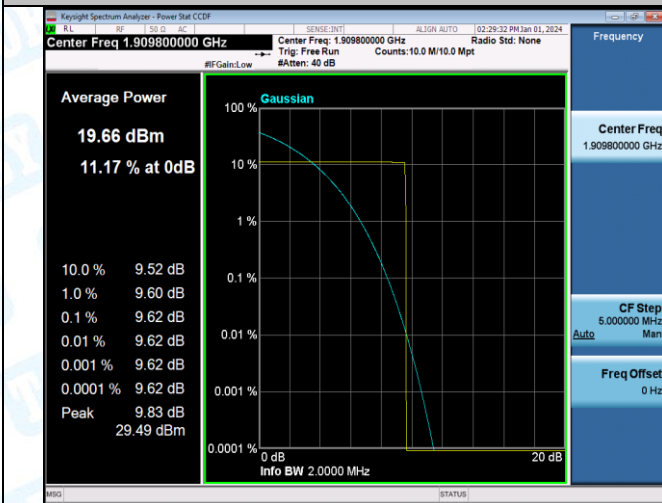 Keysight Spectrum Analyzer - Power Stat CCDF
RL RF 50 Ω AC SENSE:INT ALIGN AUTO 02:29:32 PM Jan 01, 2024
Center Freq 1.909800000 GHz
Center Freq: 1.909800000 GHz Radio Std: None
Trig: Free Run Counts:10.0 M/10.0 Mpt
#IFGain:Low #Atten: 40 dB
Frequency
Average Power
19.66 dBm
11.17 % at 0dB
10.0 % 9.52 dB
1.0 % 9.60 dB
0.1 % 9.62 dB
0.01 % 9.62 dB
0.001 % 9.62 dB
0.0001 % 9.62 dB
Peak 9.83 dB
29.49 dBm
Gaussian
100 %
10 %
1 %
0.1 %
0.01 %
0.001 %
0.0001 %
0 dB 20 dB
Info BW 2.0000 MHz
Center Freq
1.909800000 GHz
CF Step
5.000000 MHz
Auto Man
Freq Offset
0 Hz
MSG STATUS